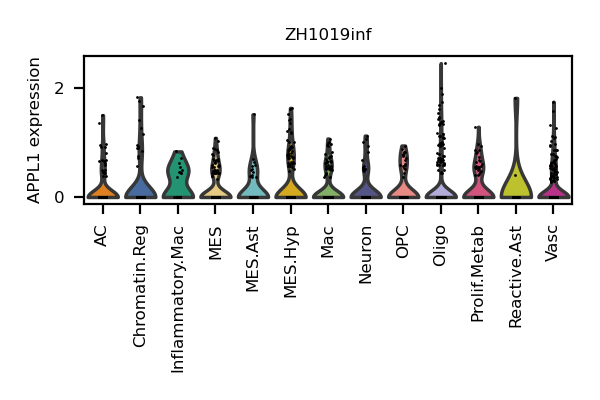 ZH1019inf
APPL1 expression
2
0
AC
Chromatin.Reg
Inflammatory.Mac
MES
MES.Ast
MES.Hyp
Mac
Neuron
OPC
Oligo
Prolif.Metab
Reactive.Ast
Vasc